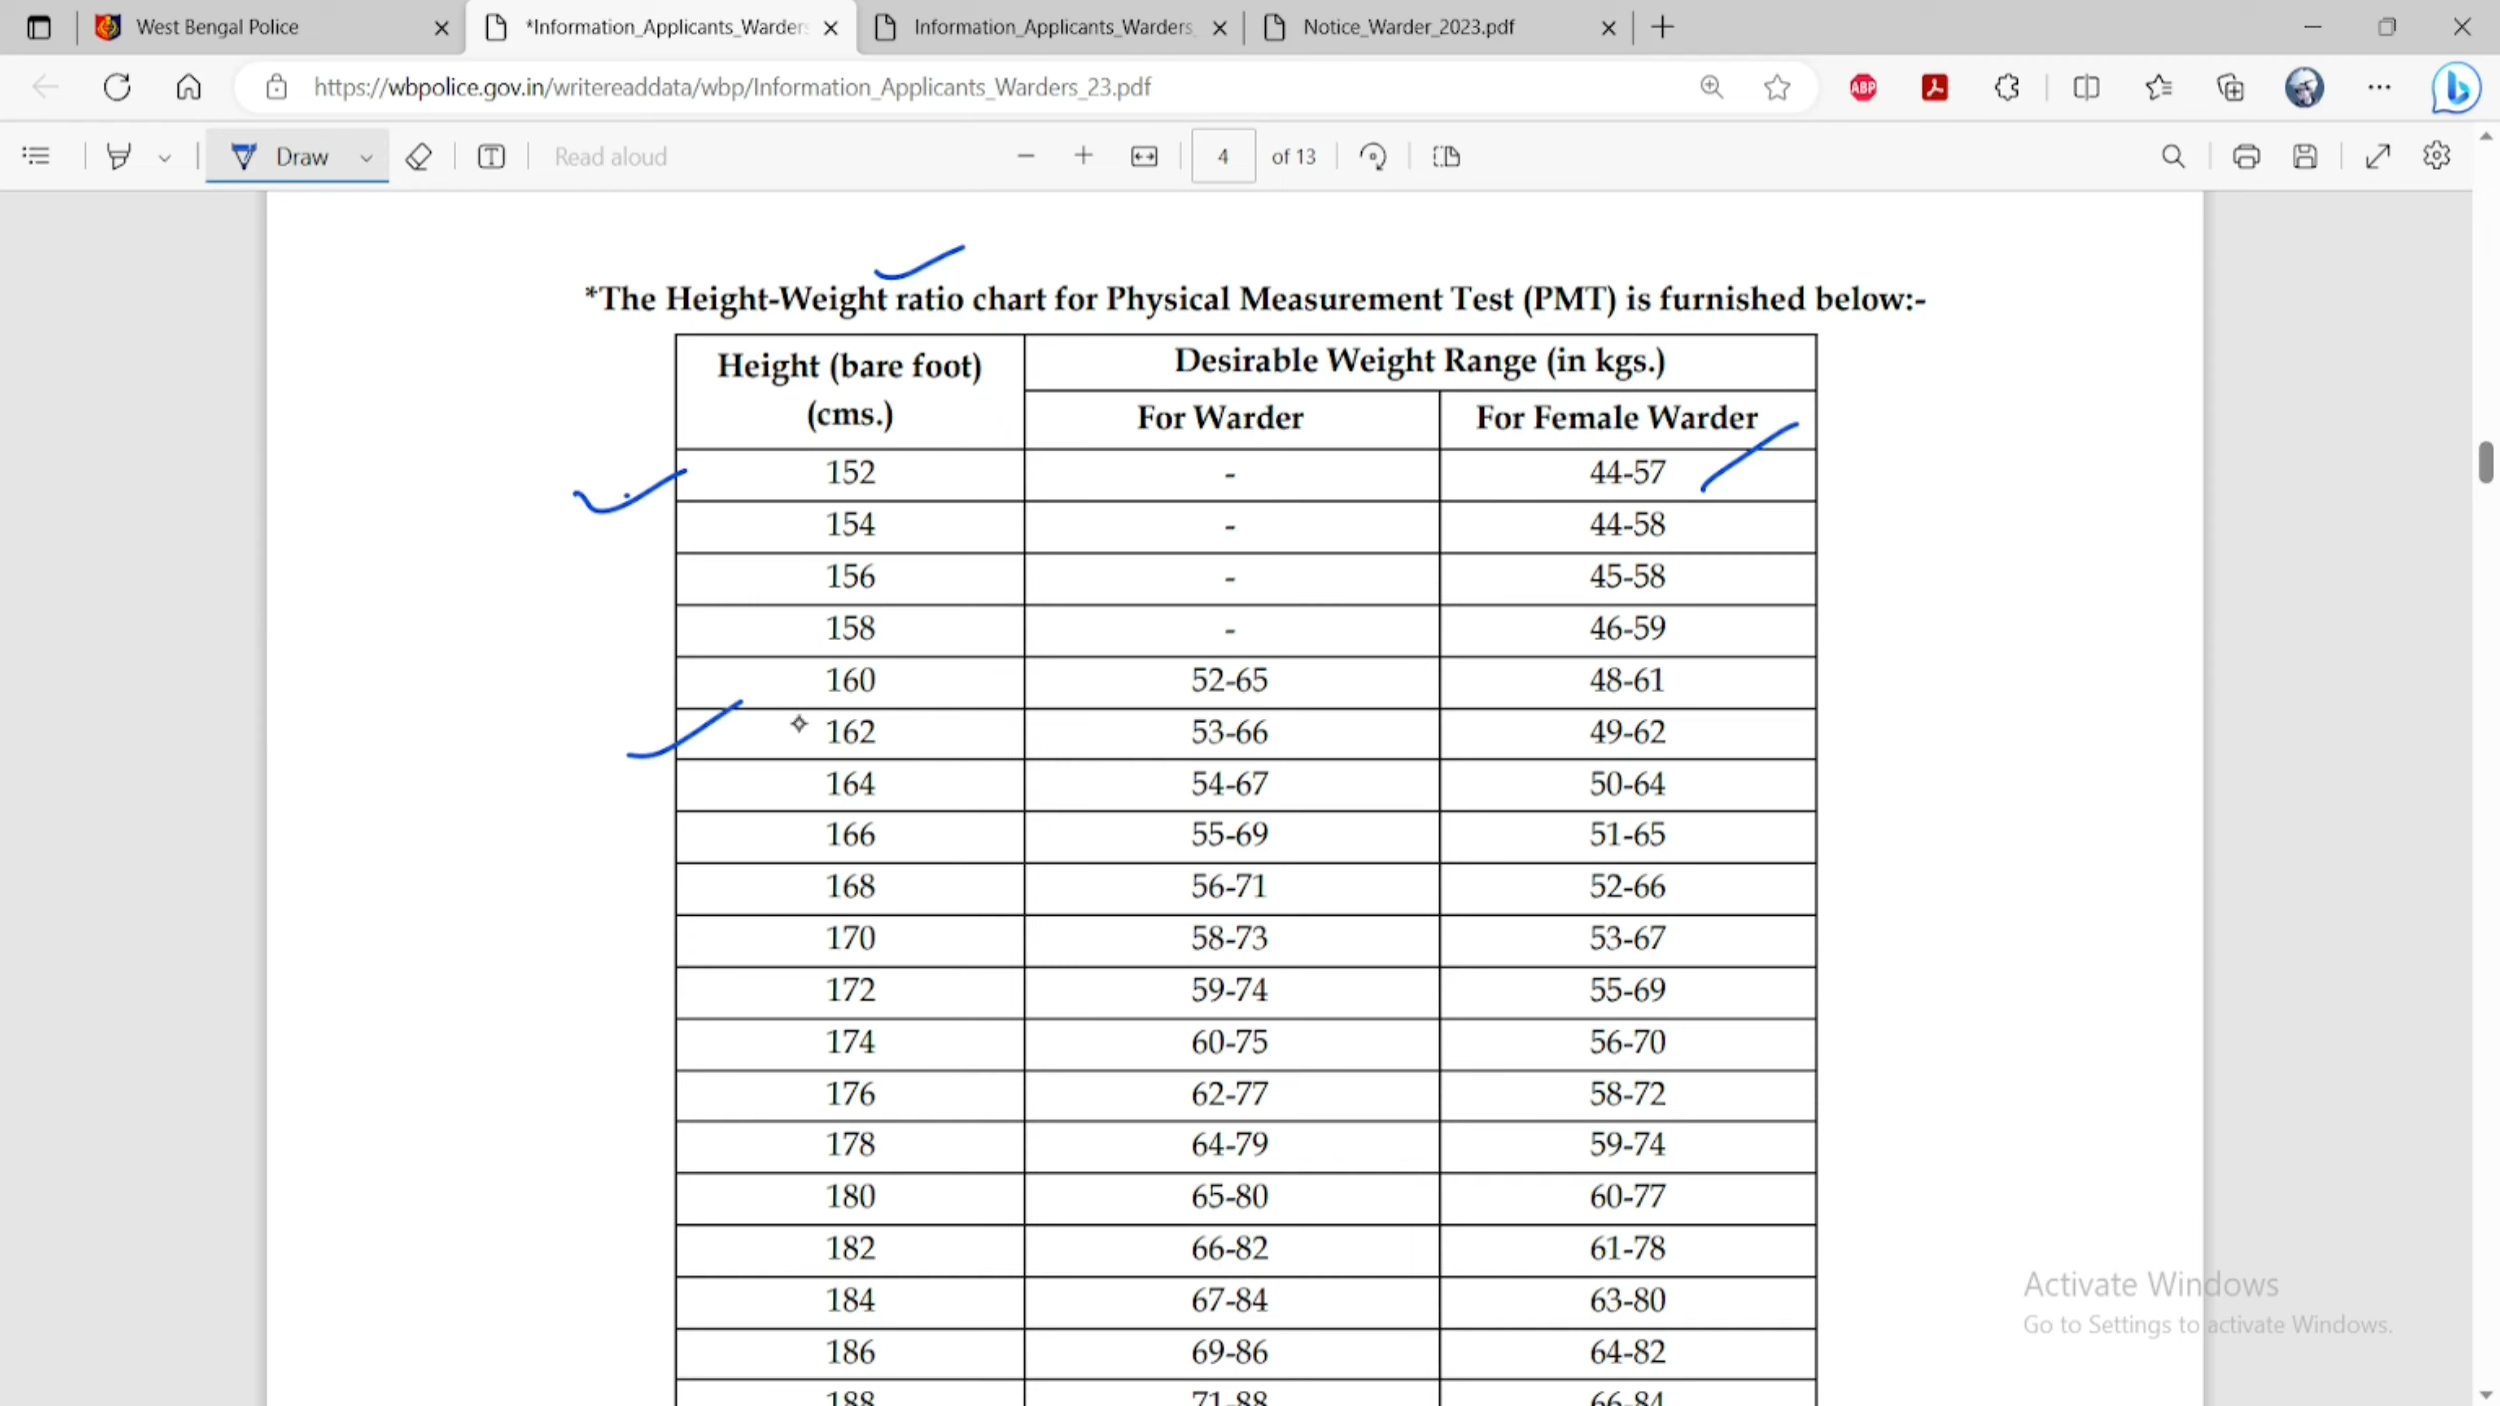 West Bengal Police
*Information_Applicants_Warders
Information_Applicants_Warders_
Notice_Warder_2023.pdf
https://wbpolice.gov.in/writereaddata/wbp/Information_Applicants_Warders_23.pdf
ABP
Draw
Read aloud
4 of 13
*The Height-Weight ratio chart for Physical Measurement Test (PMT) is furnished below:-
Height (bare foot) Desirable Weight Range (in kgs.)
(cms.) For Warder For Female Warder
152 - 44-57
154 - 44-58
156 - 45-58
158 - 46-59
160 52-65 48-61
162 53-66 49-62
164 54-67 50-64
166 55-69 51-65
168 56-71 52-66
170 58-73 53-67
172 59-74 55-69
174 60-75 56-70
176 62-77 58-72
178 64-79 59-74
180 65-80 60-77
182 66-82 61-78
184 67-84 63-80
186 69-86 64-82
188 71-88 66-84
Activate Windows
Go to Settings to activate Windows.